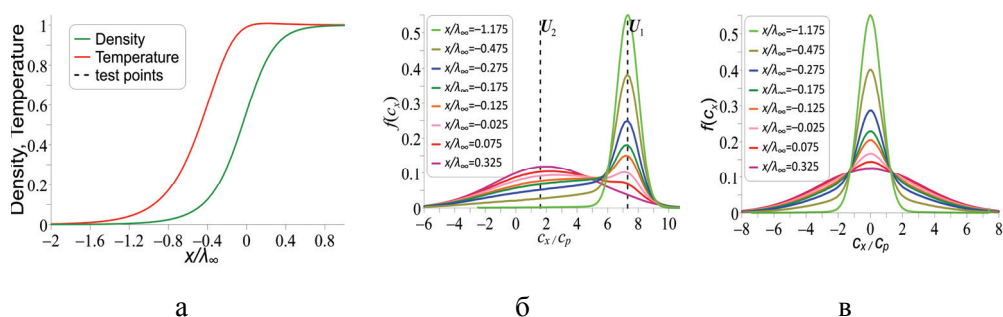 Density, Temperature
1
0.8
0.6
0.4
0.2
0
Density
Temperature
test points
−2 −1.6 −1.2 −0.8 −0.4 0 0.4 0.8
x/λ∞
а
f(cₓ)
0.5
0.4
0.3
0.2
0.1
0
x/λ∞=−1.175
x/λ∞=−0.475
x/λ∞=−0.275
x/λ∞=−0.175
x/λ∞=−0.125
x/λ∞=−0.025
x/λ∞=0.075
x/λ∞=0.325
U₂
U₁
−6 −4 −2 0 2 4 6 8 10
cₓ/cₚ
б
f(cₓ)
0.5
0.4
0.3
0.2
0.1
0
x/λ∞=−1.175
x/λ∞=−0.475
x/λ∞=−0.275
x/λ∞=−0.175
x/λ∞=−0.125
x/λ∞=−0.025
x/λ∞=0.075
x/λ∞=0.325
−8 −6 −4 −2 0 2 4 6 8
cₓ/cₚ
в